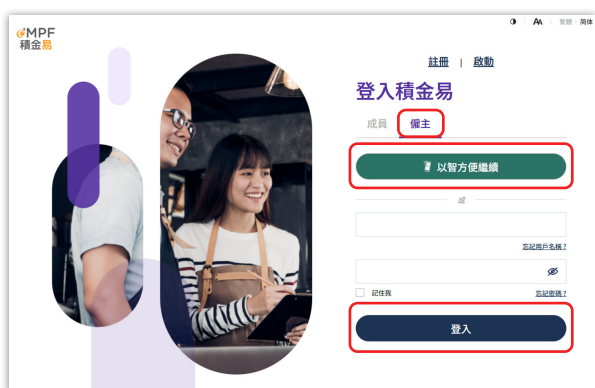 eMPF
積金易
AA 繁體 简体
註冊 | 啟動
登入積金易
成員 僱主
以智方便繼續
或
忘記用戶名稱？
記住我 忘記密碼？
登入